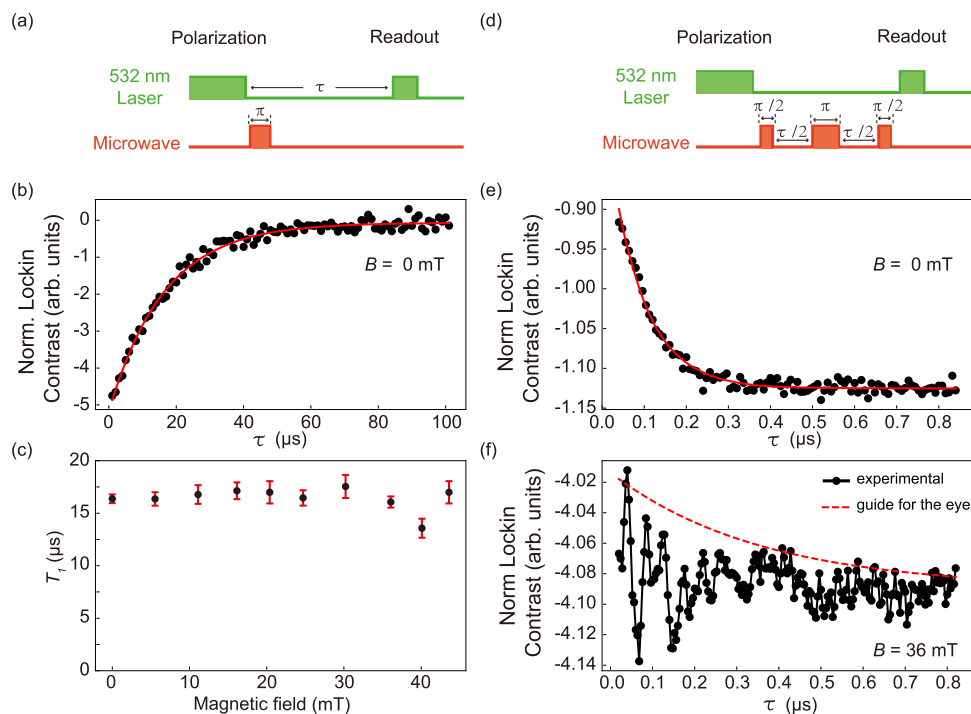 (a)
Polarization
Readout
532 nm
Laser
τ
π
Microwave
(b)
0
-1
-2
-3
-4
-5
Norm. Lockin
Contrast (arb. units)
B = 0 mT
0 20 40 60 80 100
τ (μs)
(c)
20
15
10
5
0
T1 (μs)
0 10 20 30 40
Magnetic field (mT)
(d)
Polarization
Readout
532 nm
Laser
π /2
π
π /2
τ /2
τ /2
Microwave
(e)
-0.90
-0.95
-1.00
-1.05
-1.10
-1.15
Norm Lockin
Contrast (arb. units)
B = 0 mT
0 0.1 0.2 0.3 0.4 0.5 0.6 0.7 0.8
τ (μs)
(f)
-4.02
-4.04
-4.06
-4.08
-4.10
-4.12
-4.14
Norm Lockin
Contrast (arb. units)
experimental
guide for the eye
B = 36 mT
0.0 0.1 0.2 0.3 0.4 0.5 0.6 0.7 0.8
τ (μs)